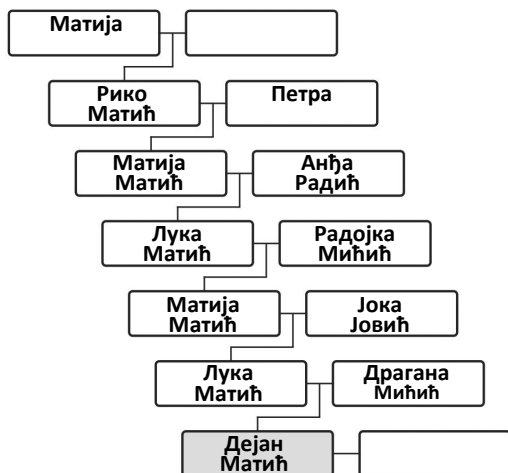 Матија
Рико
Матић
Петра
Матија
Матић
Анђа
Радић
Лука
Матић
Радојка
Мићић
Матија
Матић
Јока
Јовић
Лука
Матић
Драгана
Мићић
Дејан
Матић